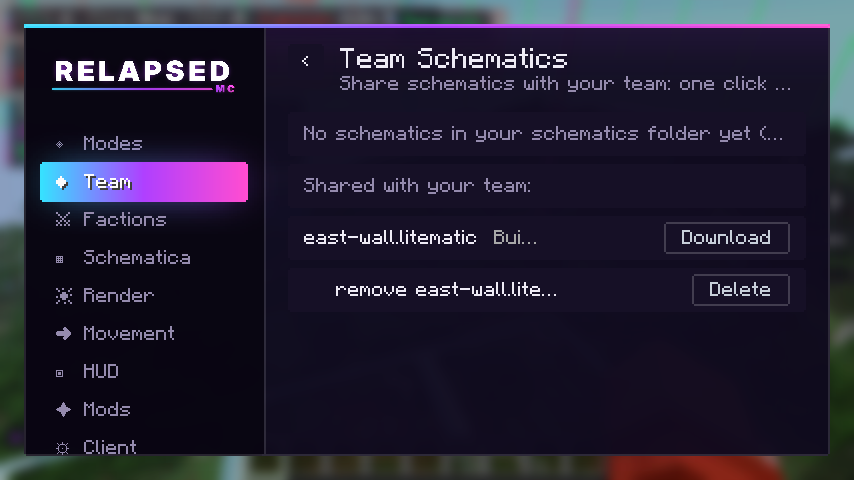 RELAPSED
MC
Modes
Team
Factions
Schematica
Render
Movement
HUD
Mods
Client
Team Schematics
Share schematics with your team: one click ...
No schematics in your schematics folder yet (...
Shared with your team:
east-wall.litematic Bui... Download
remove east-wall.lite... Delete